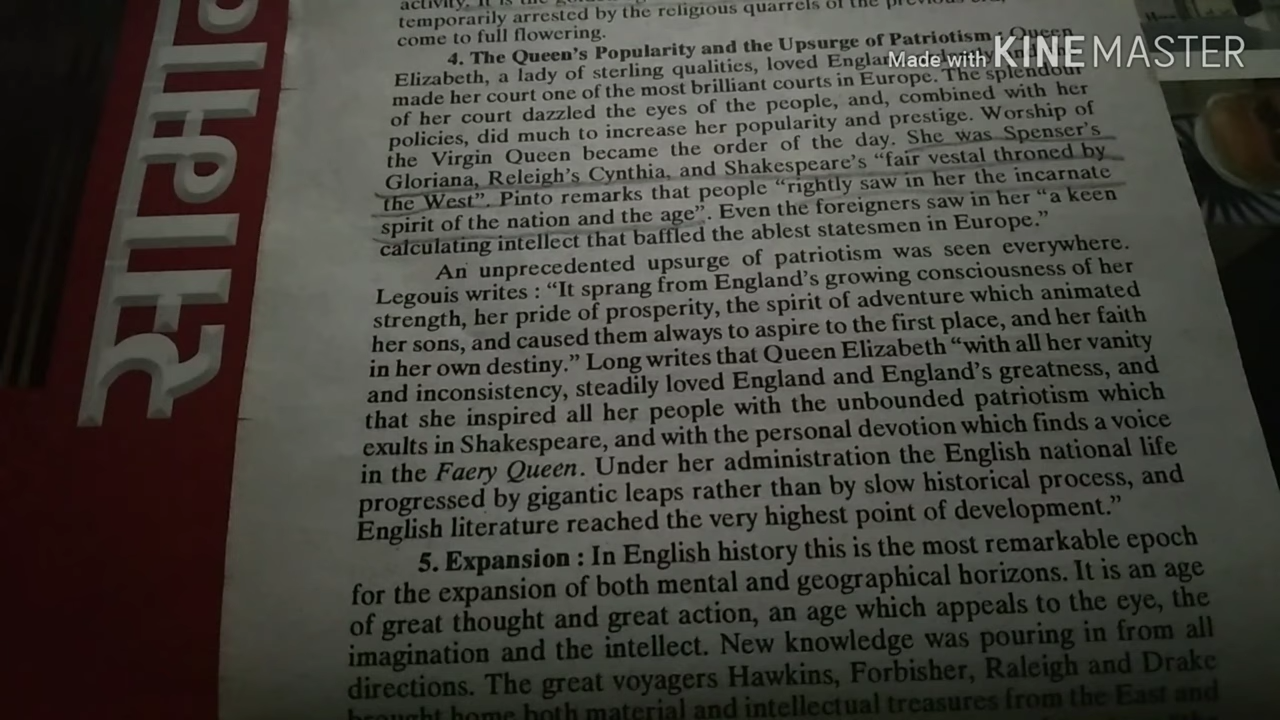 temporarily arrested by the religious quarrels of the previous
come to full flowering.
4. The Queen's Popularity and the Upsurge of Patriotism : Queen
Made with KINEMASTER
Elizabeth, a lady of sterling qualities, loved
made her court one of the most brilliant courts in Europe. The splendour
of her court dazzled the eyes of the people, and, combined with her
policies, did much to increase her popularity and prestige. Worship of
the Virgin Queen became the order of the day. She was Spenser's
Gloriana, Releigh's Cynthia, and Shakespeare's “fair vestal throned by
the West”. Pinto remarks that people “rightly saw in her the incarnate
spirit of the nation and the age”. Even the foreigners saw in her “a keen
calculating intellect that baffled the ablest statesmen in Europe.”
An unprecedented upsurge of patriotism was seen everywhere.
Legouis writes : “It sprang from England's growing consciousness of her
strength, her pride of prosperity, the spirit of adventure which animated
her sons, and caused them always to aspire to the first place, and her faith
in her own destiny.” Long writes that Queen Elizabeth “with all her vanity
and inconsistency, steadily loved England and England's greatness, and
that she inspired all her people with the unbounded patriotism which
exults in Shakespeare, and with the personal devotion which finds a voice
in the Faery Queen. Under her administration the English national life
progressed by gigantic leaps rather than by slow historical process, and
English literature reached the very highest point of development.”
5. Expansion : In English history this is the most remarkable epoch
for the expansion of both mental and geographical horizons. It is an age
of great thought and great action, an age which appeals to the eye, the
imagination and the intellect. New knowledge was pouring in from all
directions. The great voyagers Hawkins, Forbisher, Raleigh and Drake
brought home both material and intellectual treasures from the East and